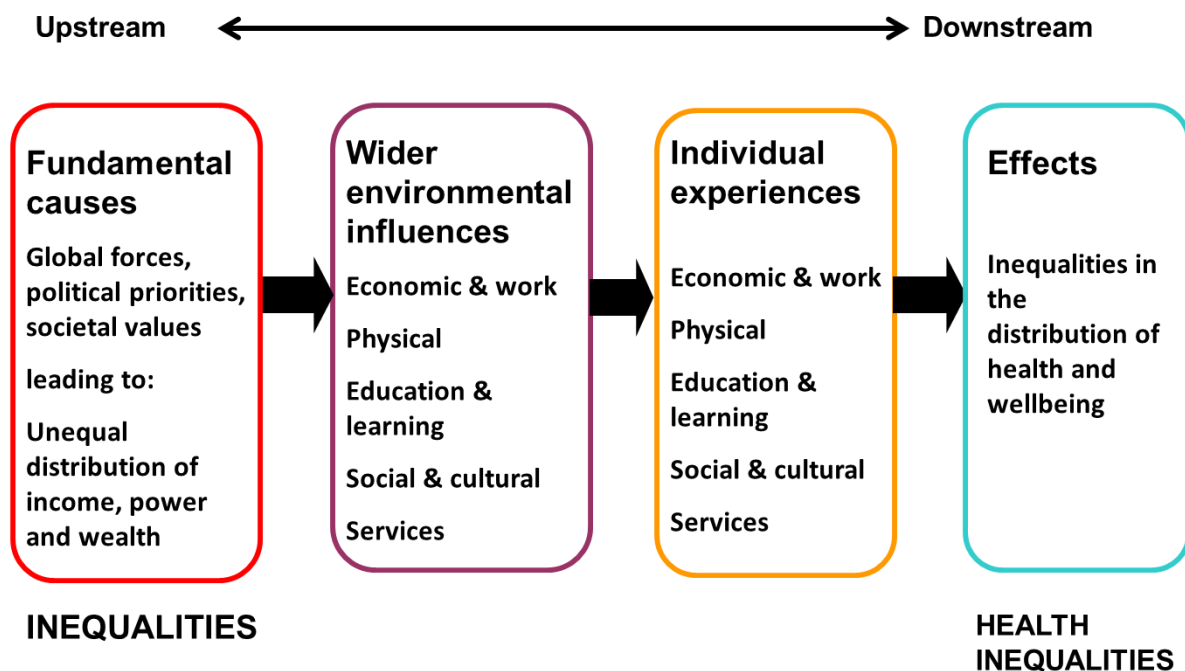 Upstream
Downstream
Fundamental
causes
Global forces,
political priorities,
societal values
leading to:
Unequal
distribution of
income, power
and wealth
Wider
environmental
influences
Economic & work
Physical
Education &
learning
Social & cultural
Services
Individual
experiences
Economic & work
Physical
Education &
learning
Social & cultural
Services
Effects
Inequalities in
the
distribution of
health and
wellbeing
INEQUALITIES
HEALTH
INEQUALITIES